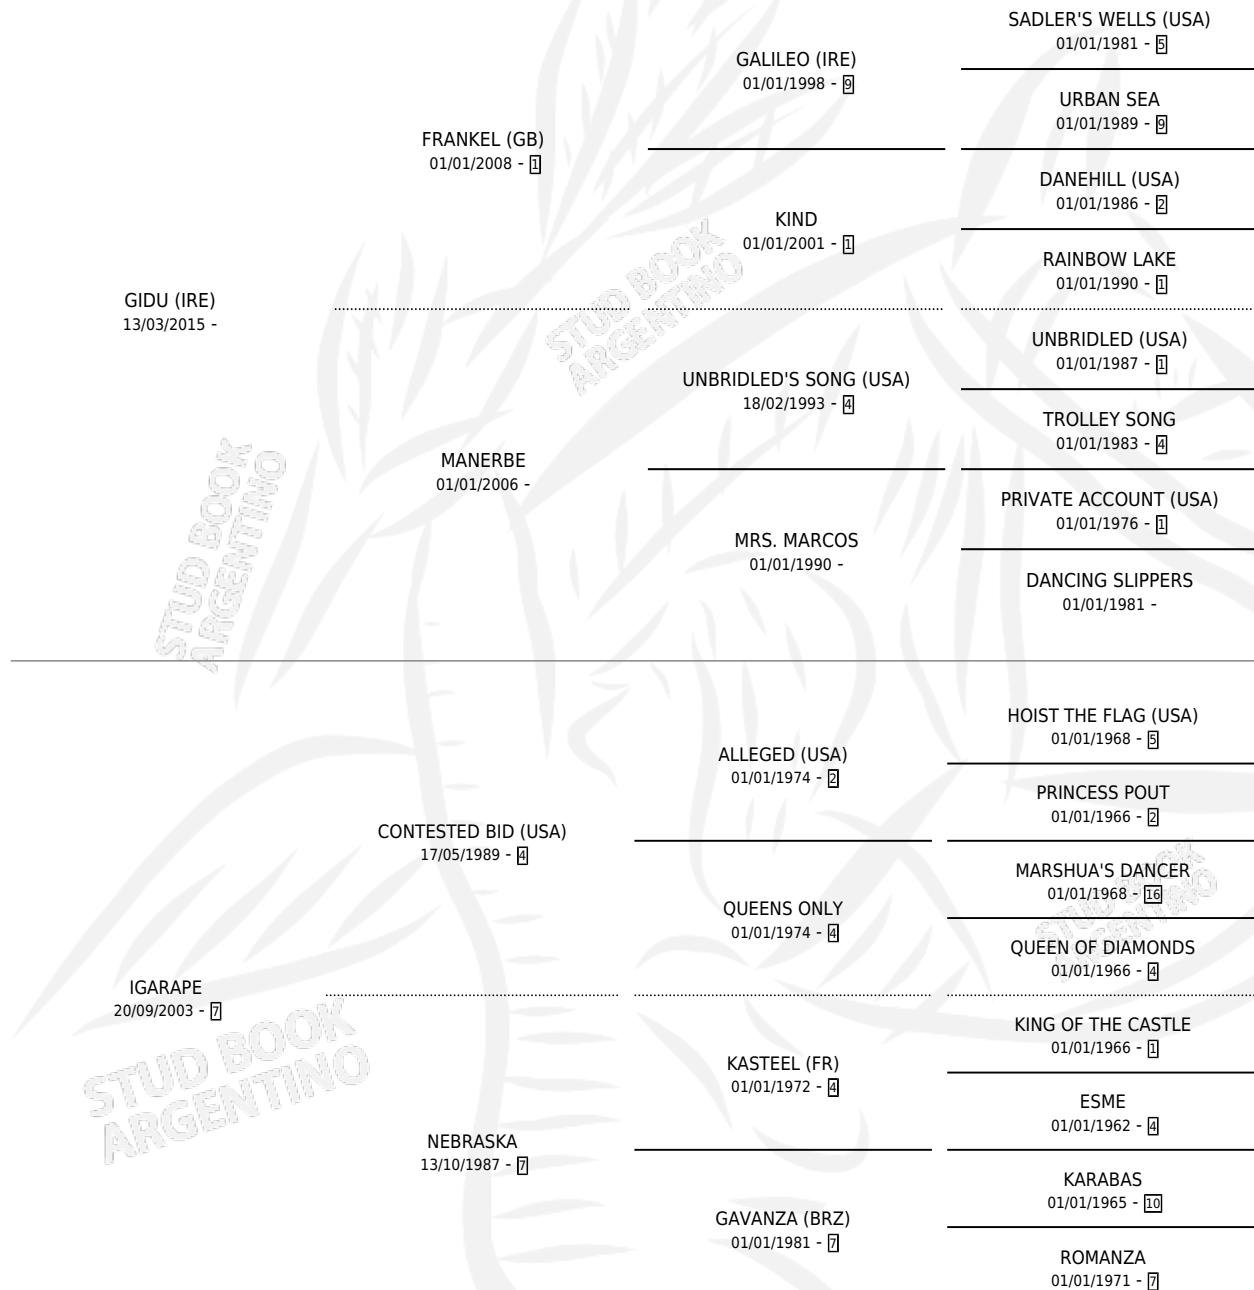 SADLER'S WELLS (USA)
01/01/1981 - 5
GALILEO (IRE)
01/01/1998 - 9
URBAN SEA
01/01/1989 - 9
FRANKEL (GB)
01/01/2008 - 1
DANEHILL (USA)
01/01/1986 - 2
KIND
01/01/2001 - 1
RAINBOW LAKE
01/01/1990 - 1
GIDU (IRE)
13/03/2015 -
UNBRIDLED (USA)
01/01/1987 - 1
UNBRIDLED'S SONG (USA)
18/02/1993 - 4
TROLLEY SONG
01/01/1983 - 4
MANERBE
01/01/2006 -
PRIVATE ACCOUNT (USA)
01/01/1976 - 1
MRS. MARCOS
01/01/1990 -
DANCING SLIPPERS
01/01/1981 -
HOIST THE FLAG (USA)
01/01/1968 - 5
ALLEGED (USA)
01/01/1974 - 2
PRINCESS POUT
01/01/1966 - 2
CONTESTED BID (USA)
17/05/1989 - 4
MARSHUA'S DANCER
01/01/1968 - 16
QUEENS ONLY
01/01/1974 - 4
QUEEN OF DIAMONDS
01/01/1966 - 4
IGARAPE
20/09/2003 - 7
KING OF THE CASTLE
01/01/1966 - 1
KASTEEL (FR)
01/01/1972 - 4
ESME
01/01/1962 - 4
NEBRASKA
13/10/1987 - 7
KARABAS
01/01/1965 - 10
GAVANZA (BRZ)
01/01/1981 - 7
ROMANZA
01/01/1971 - 7
STUD BOOK
ARGENTINO
STUD BOOK
ARGENTINO
STUD BOOK
ARGENTINO
STUD BOOK
ARGENTINO